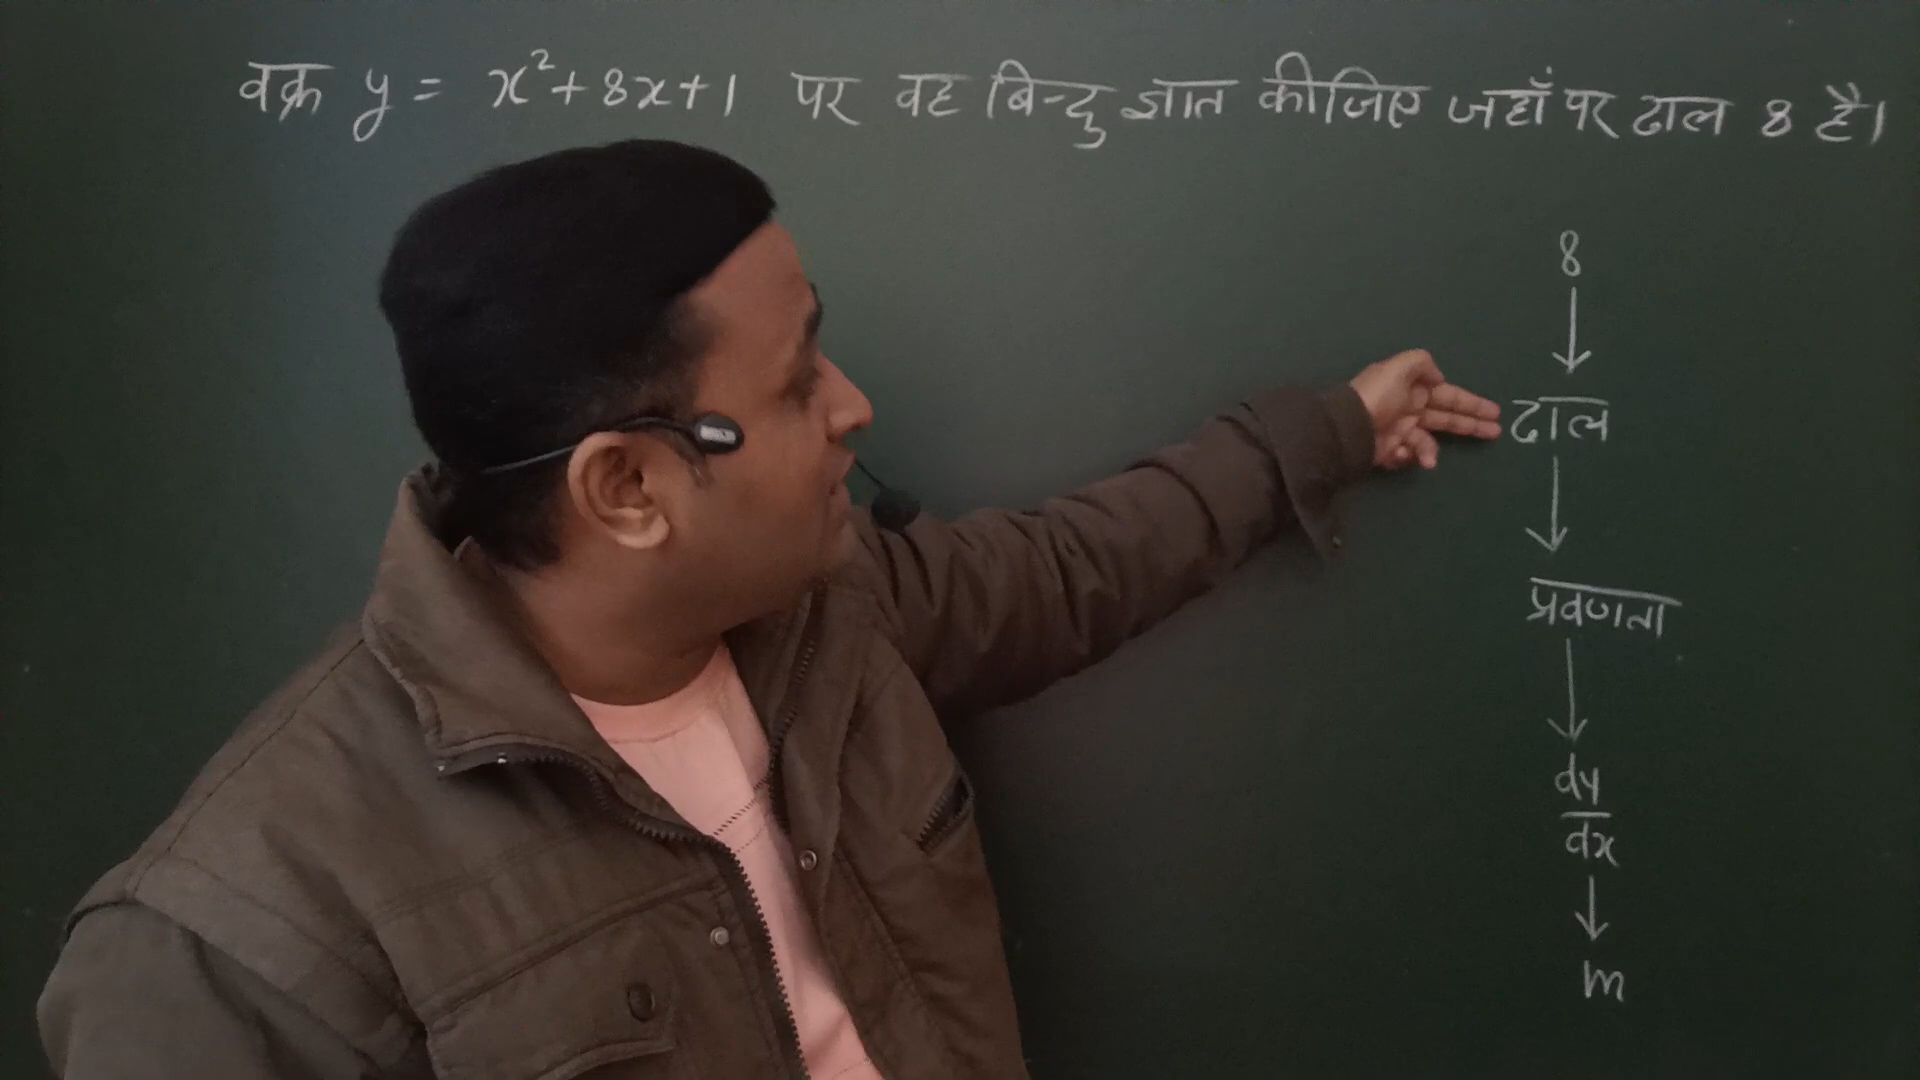 वक्र y = x²+8x+1 पर वह बिन्दु ज्ञात कीजिए जहाँ पर ढाल 8 है।
8
↓
ढाल
↓
प्रवणता
↓
dy/dx
↓
m